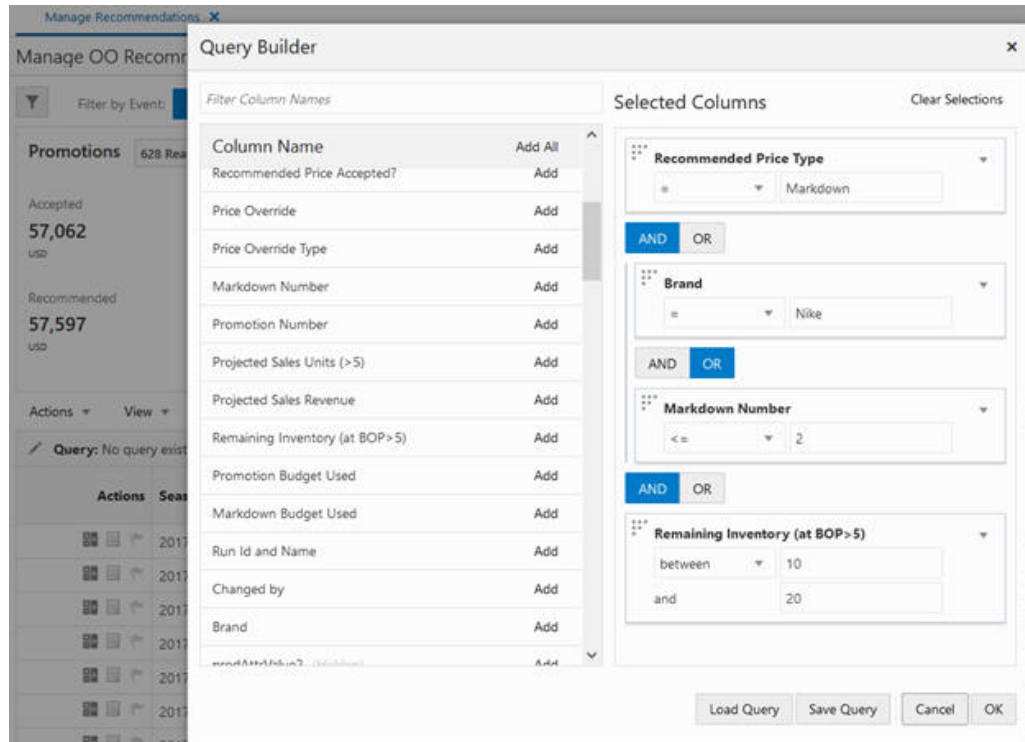 Manage Recommendations X
Manage OO Recomr
Query Builder
×
Filter by Event:
Filter Column Names
Selected Columns
Clear Selections
Promotions
628 Rea
Column Name
Add All
Recommended Price Accepted?
Add
Price Override
Add
Price Override Type
Add
Markdown Number
Add
Promotion Number
Add
Projected Sales Units (>5)
Add
Projected Sales Revenue
Add
Remaining Inventory (at BOP>5)
Add
Promotion Budget Used
Add
Markdown Budget Used
Add
Run Id and Name
Add
Changed by
Add
Brand
Add
Add
Recommended Price Type
= Markdown
AND OR
Brand
= Nike
AND OR
Markdown Number
<= 2
AND OR
Remaining Inventory (at BOP>5)
between 10
and 20
Accepted
57,062
USD
Recommended
57,597
USD
Actions View
Query: No query exist
Actions Seas
2017
2017
2017
2017
2017
2017
Load Query
Save Query
Cancel
OK